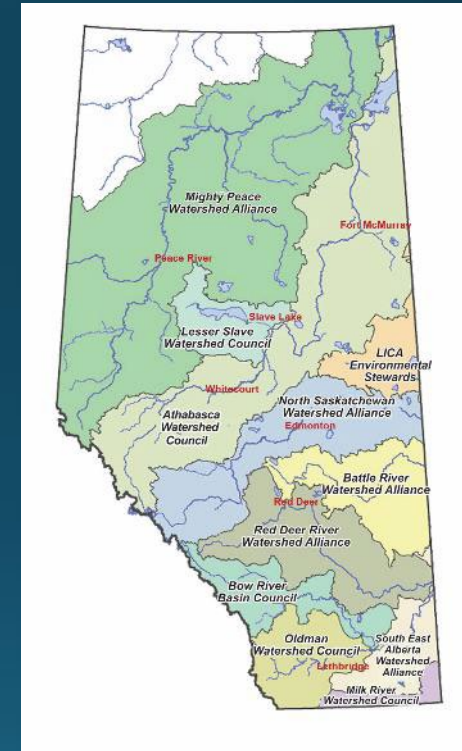 Mighty Peace
Watershed Alliance
Fort McMurray
Peace River
Slave Lake
Lesser Slave
Watershed Council
LICA
Environmental
Stewards
Whitecourt
North Saskatchewan
Watershed Alliance
Athabasca
Watershed
Council
Edmonton
Battle River
Watershed Alliance
Red Deer
Red Deer River
Watershed Alliance
Bow River
Basin Council
Oldman
Watershed Council
South East
Alberta
Watershed
Alliance
Lethbridge
Milk River
Watershed Council